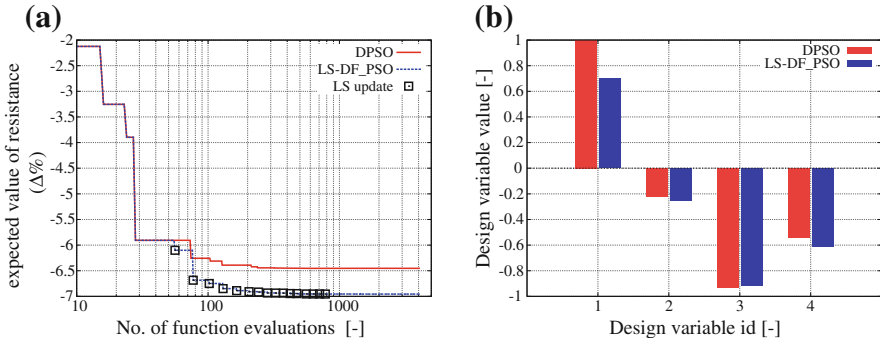 (a)
expected value of resistance
(Δ%)
-2
-2.5
-3
-3.5
-4
-4.5
-5
-5.5
-6
-6.5
-7
10
100
1000
No. of function evaluations [-]
DPSO
LS-DF_PSO
LS update
(b)
Design variable value [-]
1
0.8
0.6
0.4
0.2
0
-0.2
-0.4
-0.6
-0.8
-1
1
2
3
4
Design variable id [-]
DPSO
LS-DF_PSO